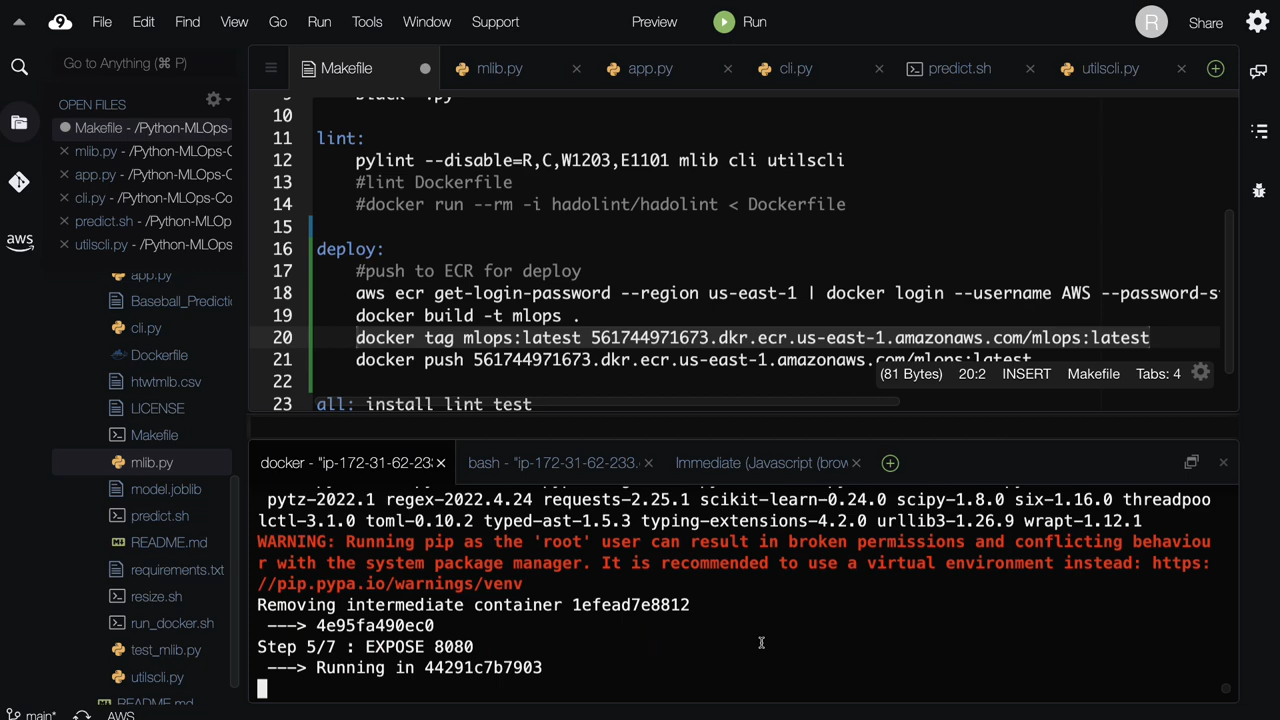 File Edit Find View Go Run Tools Window Support Preview Run R Share
Go to Anything (⌘ P)
Makefile mlib.py app.py cli.py predict.sh utilscli.py
OPEN FILES
Makefile - /Python-MLOps-
mlib.py - /Python-MLOps-C
app.py - /Python-MLOps-C
cli.py - /Python-MLOps-Co
predict.sh - /Python-MLOp
utilscli.py - /Python-MLOps
aws
app.py
Baseball_Predictio
cli.py
Dockerfile
htwtmlb.csv
LICENSE
Makefile
mlib.py
model.joblib
predict.sh
README.md
requirements.txt
resize.sh
run_docker.sh
test_mlib.py
utilscli.py
README.md
10
11 lint:
12 pylint --disable=R,C,W1203,E1101 mlib cli utilscli
13 #lint Dockerfile
14 #docker run --rm -i hadolint/hadolint < Dockerfile
15
16 deploy:
17 #push to ECR for deploy
18 aws ecr get-login-password --region us-east-1 | docker login --username AWS --password-st
19 docker build -t mlops .
20 docker tag mlops:latest 561744971673.dkr.ecr.us-east-1.amazonaws.com/mlops:latest
21 docker push 561744971673.dkr.ecr.us-east-1.amazonaws.com/mlops:latest
22
23 all: install lint test
(81 Bytes) 20:2 INSERT Makefile Tabs: 4
docker - "ip-172-31-62-233 bash - "ip-172-31-62-233. Immediate (Javascript (brow
pytz-2022.1 regex-2022.4.24 requests-2.25.1 scikit-learn-0.24.0 scipy-1.8.0 six-1.16.0 threadpoo
lctl-3.1.0 toml-0.10.2 typed-ast-1.5.3 typing-extensions-4.2.0 urllib3-1.26.9 wrapt-1.12.1
WARNING: Running pip as the 'root' user can result in broken permissions and conflicting behaviou
r with the system package manager. It is recommended to use a virtual environment instead: https:
//pip.pypa.io/warnings/venv
Removing intermediate container 1efead7e8812
---> 4e95fa490ec0
Step 5/7 : EXPOSE 8080
---> Running in 44291c7b7903
main* AWS